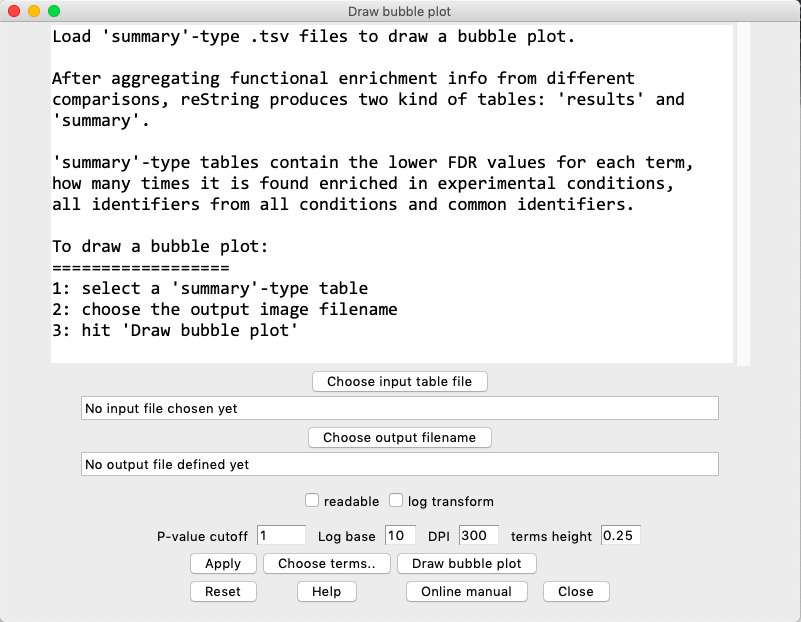 Draw bubble plot
Load 'summary'-type .tsv files to draw a bubble plot.
After aggregating functional enrichment info from different
comparisons, reString produces two kind of tables: 'results' and
'summary'.
'summary'-type tables contain the lower FDR values for each term,
how many times it is found enriched in experimental conditions,
all identifiers from all conditions and common identifiers.
To draw a bubble plot:
==================
1: select a 'summary'-type table
2: choose the output image filename
3: hit 'Draw bubble plot'
Choose input table file
No input file chosen yet
Choose output filename
No output file defined yet
readable log transform
P-value cutoff 1 Log base 10 DPI 300 terms height 0.25
Apply Choose terms.. Draw bubble plot
Reset Help Online manual Close